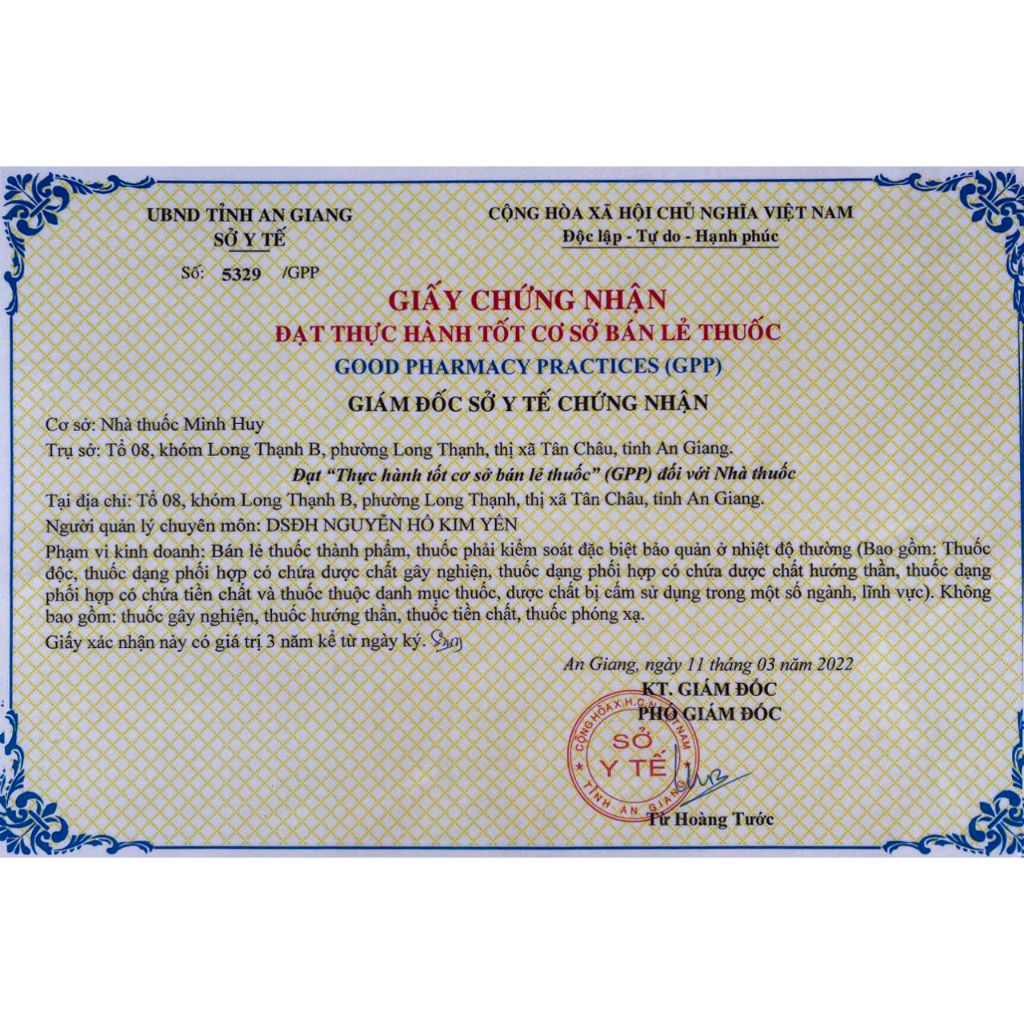 UBND TỈNH AN GIANG
SỞ Y TẾ
Số: 5329 /GPP
CỘNG HÒA XÃ HỘI CHỦ NGHĨA VIỆT NAM
Độc lập - Tự do - Hạnh phúc
GIẤY CHỨNG NHẬN
ĐẠT THỰC HÀNH TỐT CƠ SỞ BÁN LẺ THUỐC
GOOD PHARMACY PRACTICES (GPP)
GIÁM ĐỐC SỞ Y TẾ CHỨNG NHẬN
Cơ sở: Nhà thuốc Minh Huy
Trụ sở: Tổ 08, khóm Long Thạnh B, phường Long Thạnh, thị xã Tân Châu, tỉnh An Giang.
Đạt “Thực hành tốt cơ sở bán lẻ thuốc” (GPP) đối với Nhà thuốc
Tại địa chỉ: Tổ 08, khóm Long Thạnh B, phường Long Thạnh, thị xã Tân Châu, tỉnh An Giang.
Người quản lý chuyên môn: DSĐH NGUYỄN HỒ KIM YẾN
Phạm vi kinh doanh: Bán lẻ thuốc thành phẩm, thuốc phải kiểm soát đặc biệt bảo quản ở nhiệt độ thường (Bao gồm: Thuốc
độc, thuốc dạng phối hợp có chứa dược chất gây nghiện, thuốc dạng phối hợp có chứa dược chất hướng thần, thuốc dạng
phối hợp có chứa tiền chất và thuốc thuộc danh mục thuốc, dược chất bị cấm sử dụng trong một số ngành, lĩnh vực). Không
bao gồm: thuốc gây nghiện, thuốc hướng thần, thuốc tiền chất, thuốc phóng xạ.
Giấy xác nhận này có giá trị 3 năm kể từ ngày ký.
An Giang, ngày 11 tháng 03 năm 2022
KT. GIÁM ĐỐC
PHÓ GIÁM ĐỐC
CỘNG HÒA X.H.C.N VIỆT NAM
SỞ
Y TẾ
TỈNH AN GIANG
Từ Hoàng Tước